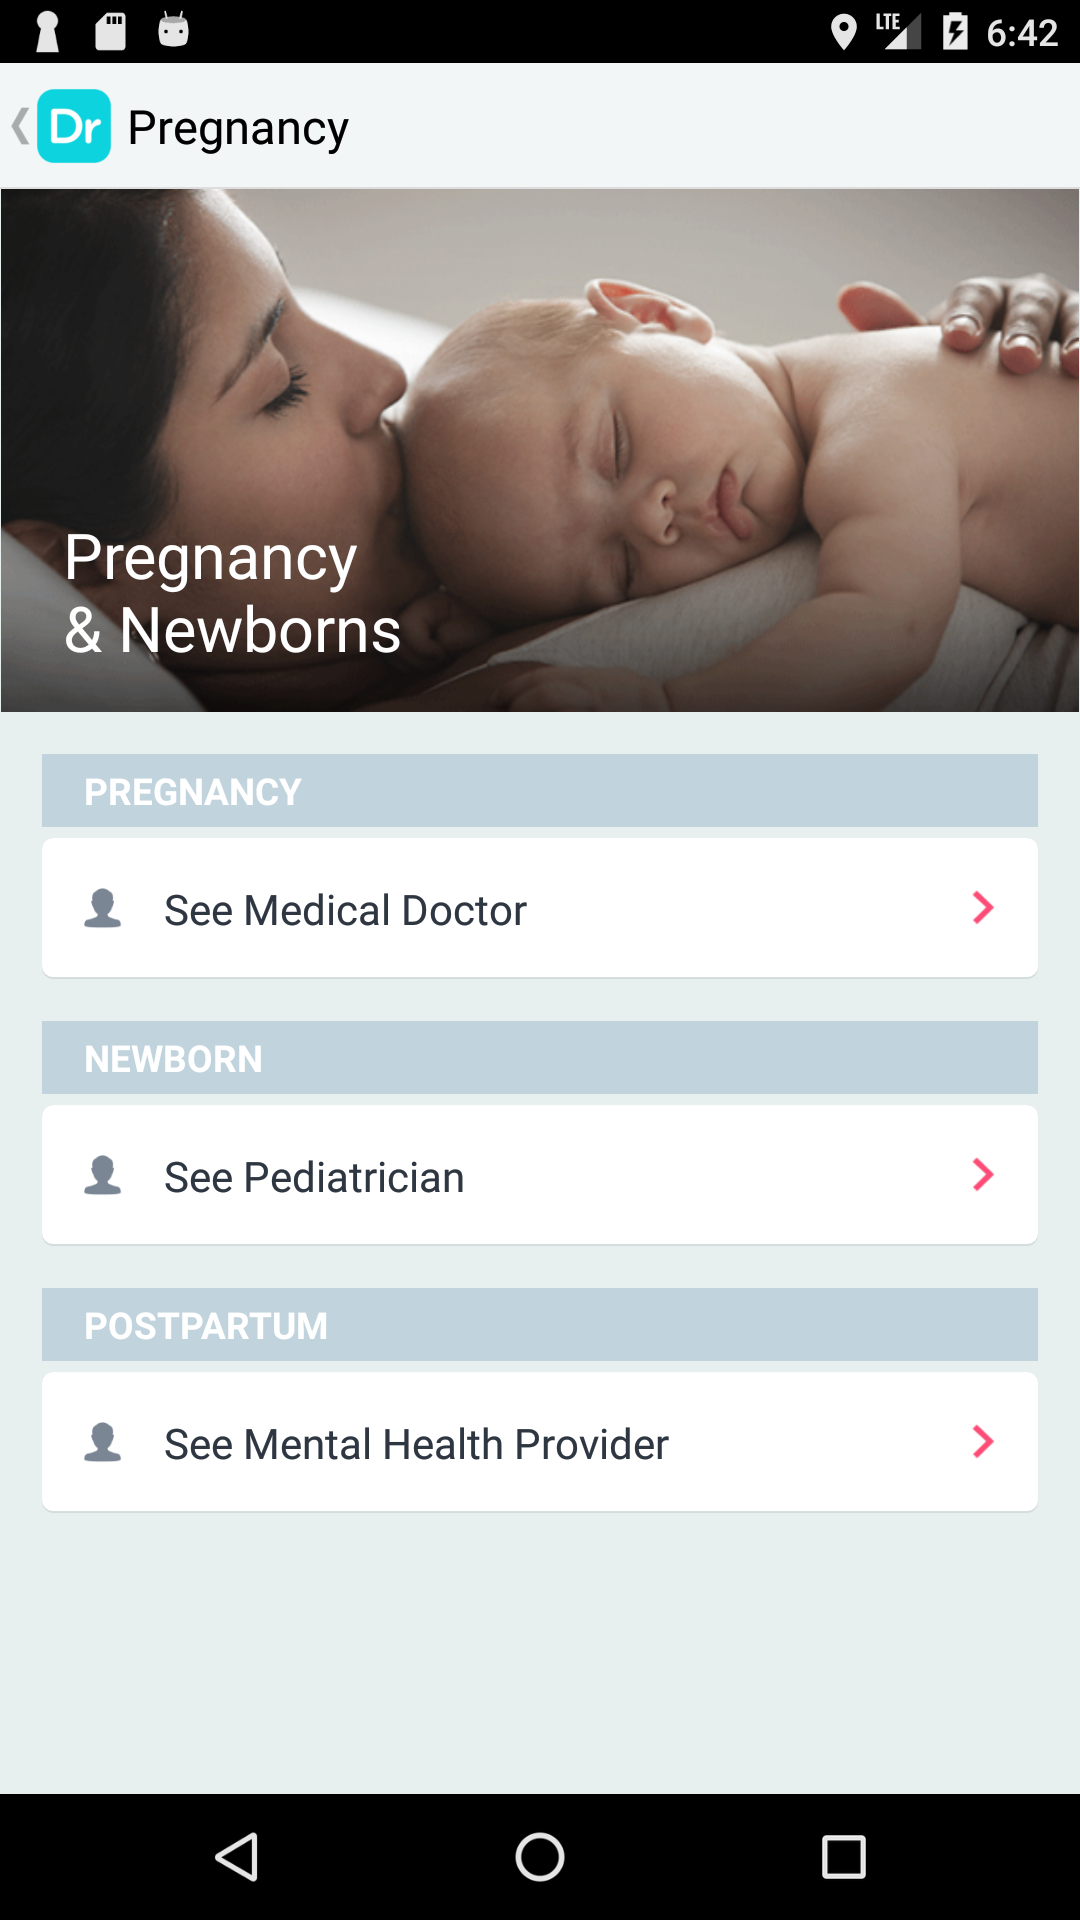 LTE 6:42
Dr Pregnancy
Pregnancy
& Newborns
PREGNANCY
See Medical Doctor
NEWBORN
See Pediatrician
POSTPARTUM
See Mental Health Provider